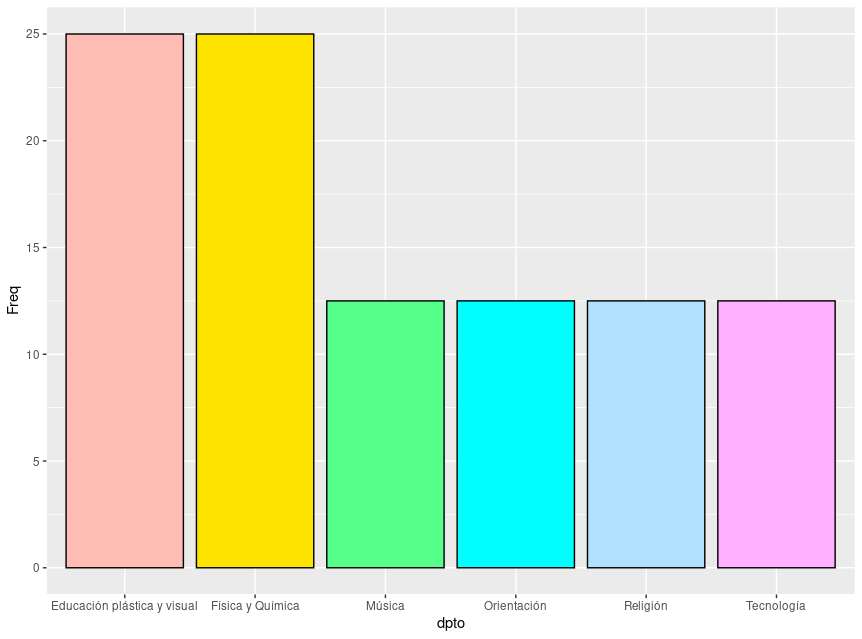 Freq
25
20
15
10
5
0
Educación plástica y visual
Física y Química
Música
Orientación
Religión
Tecnología
dpto